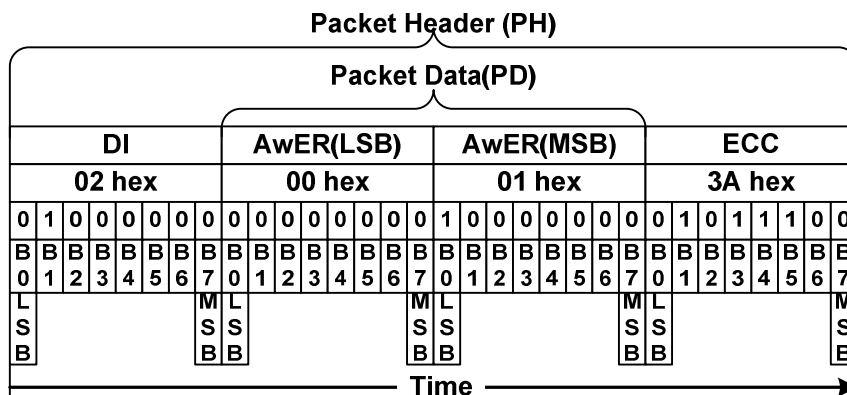 Packet Header (PH)
Packet Data(PD)
DI AwER(LSB) AwER(MSB) ECC
02 hex 00 hex 01 hex 3A hex
0 1 0 0 0 0 0 0 0 0 0 0 0 0 0 0 1 0 0 0 0 0 0 0 0 1 0 1 1 1 0 0
B B B B B B B B B B B B B B B B B B B B B B B B B B B B B B B B
0 1 2 3 4 5 6 7 0 1 2 3 4 5 6 7 0 1 2 3 4 5 6 7 0 1 2 3 4 5 6 7
L M L M L M L M
S S S S S S S S
B B B B B B B B
Time